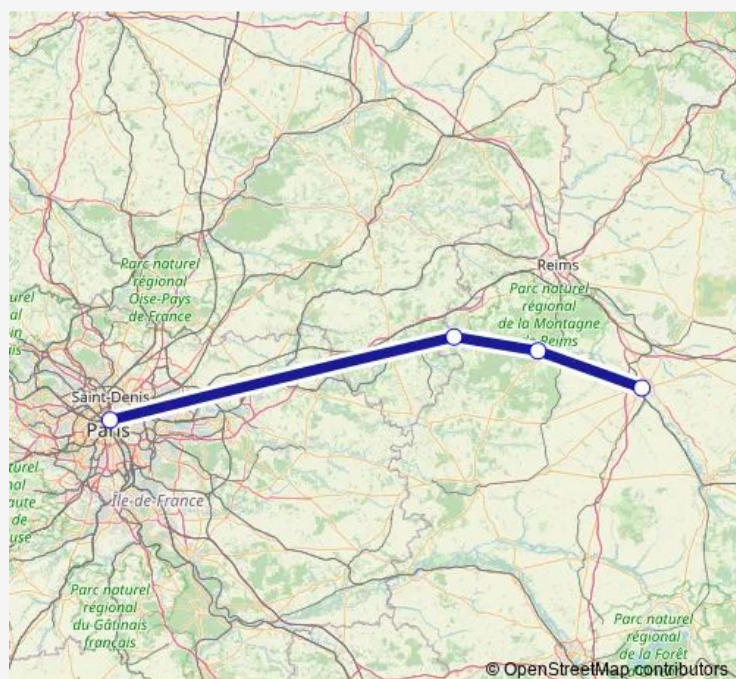 Parc naturel
régional
Oise-Pays
de France
Reims
Parc naturel
régional
de la Montagne
de Reims
Saint-Denis
Paris
Île-de-France
Parc naturel
régional
du Gâtinais
français
Parc naturel
régional
de la Forêt
© OpenStreetMap contributors